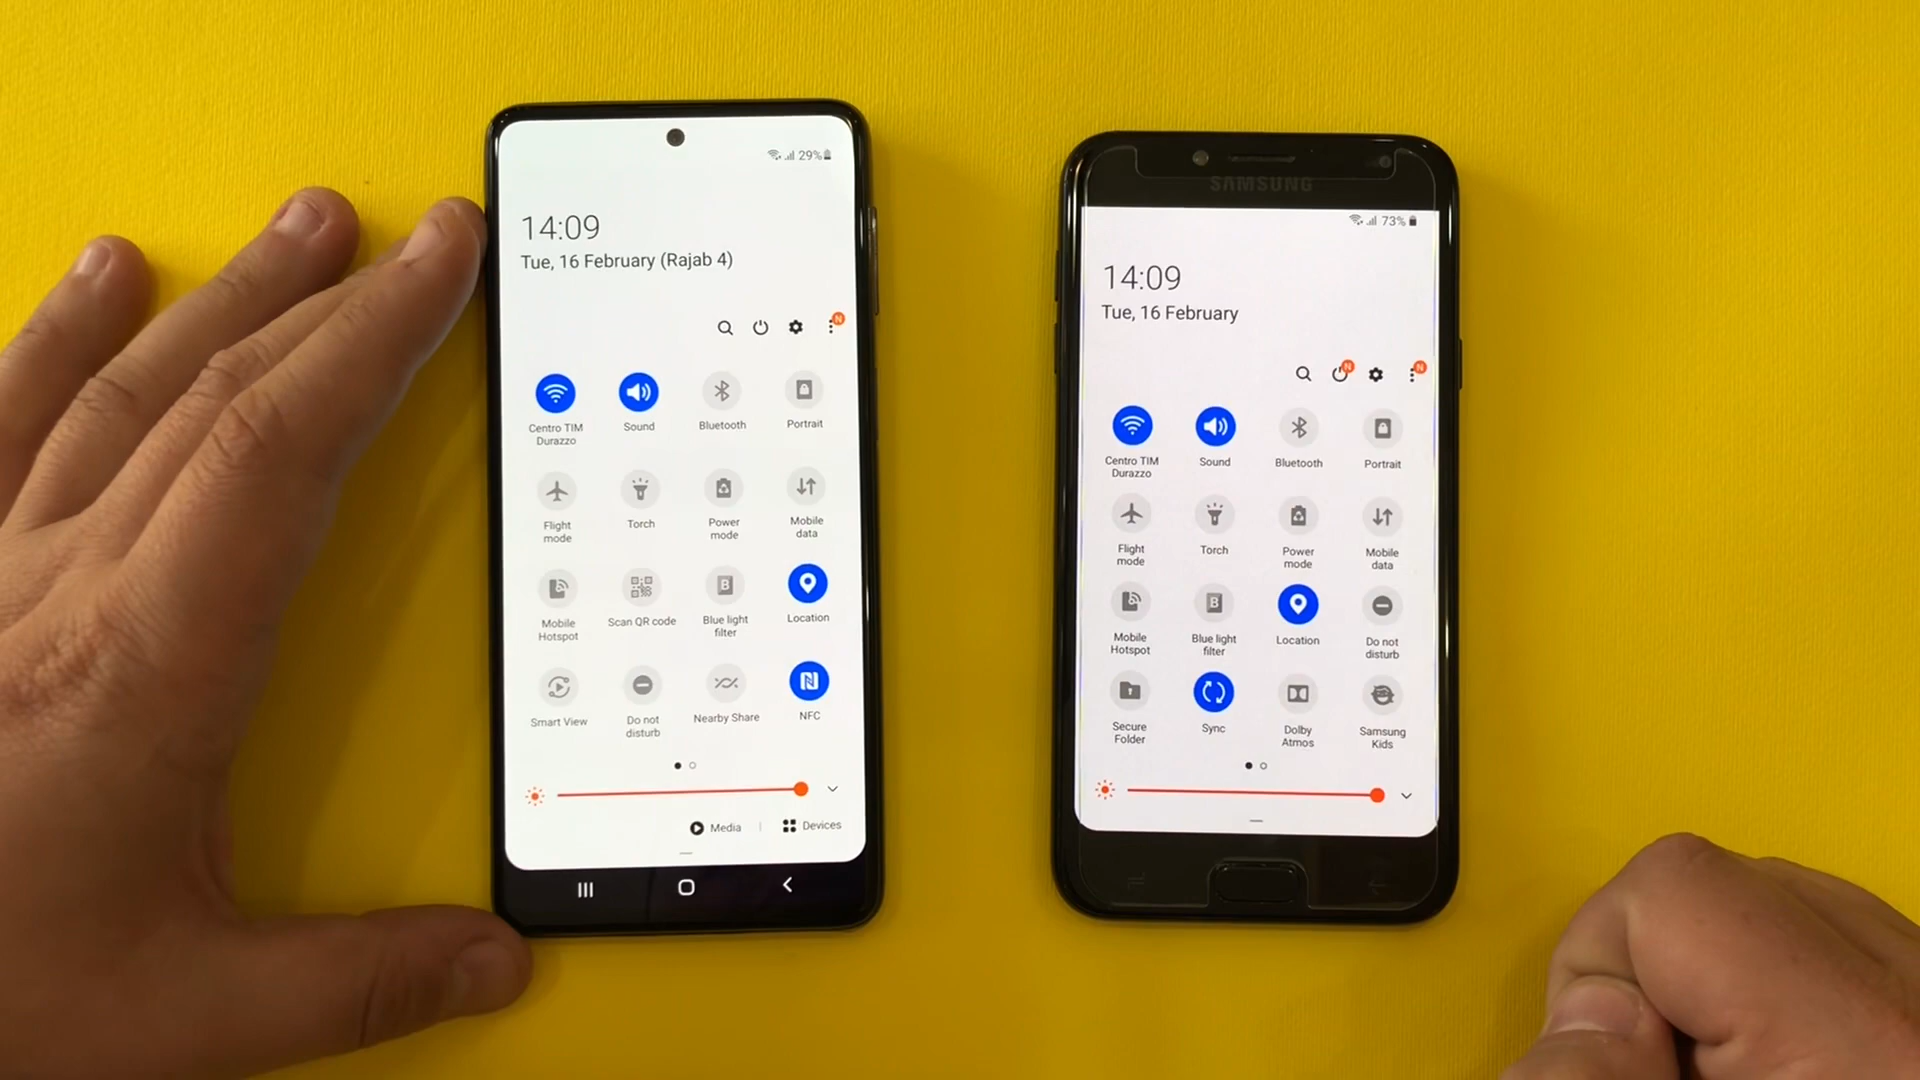 29%
14:09
Tue, 16 February (Rajab 4)
N
Centro TIM
Durazzo
Sound
Bluetooth
Portrait
Flight
mode
Torch
Power
mode
Mobile
data
Mobile
Hotspot
Scan QR code
B
Blue light
filter
Location
Smart View
Do not
disturb
Nearby Share
N
NFC
Media
Devices
SAMSUNG
73%
14:09
Tue, 16 February
N
N
Centro TIM
Durazzo
Sound
Bluetooth
Portrait
Flight
mode
Torch
Power
mode
Mobile
data
Mobile
Hotspot
B
Blue light
filter
Location
Do not
disturb
Secure
Folder
Sync
Dolby
Atmos
Samsung
Kids